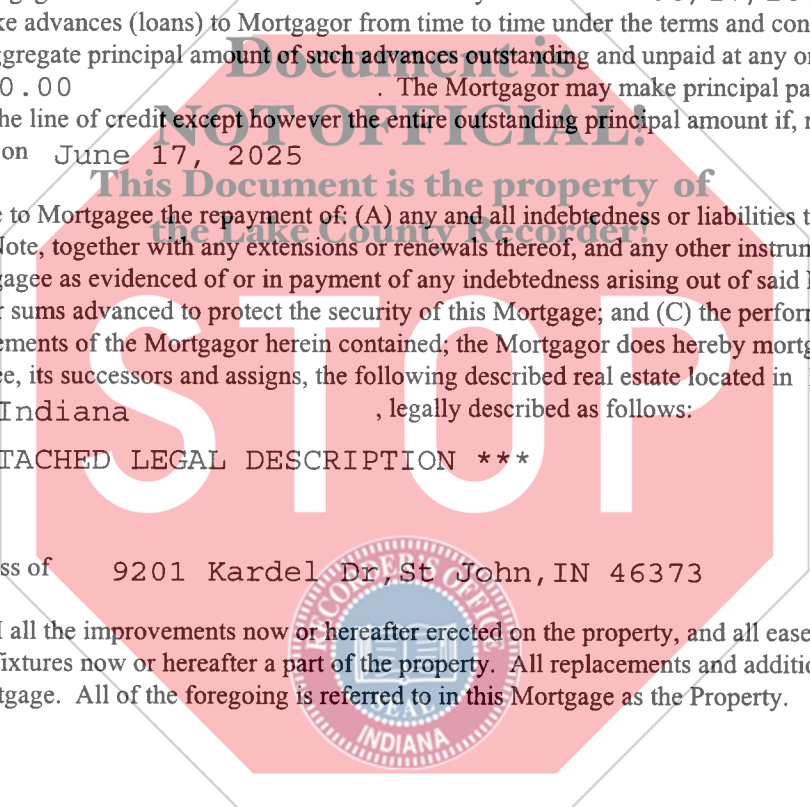 ke advances (loans) to Mortgagor from time to time under the terms and con
ggregate principal amount of such advances outstanding and unpaid at any o
0.00 . The Mortgagor may make principal pa
he line of credit except however the entire outstanding principal amount if, n
on June 17, 2025
e to Mortgagee the repayment of: (A) any and all indebtedness or liabilities t
Note, together with any extensions or renewals thereof, and any other instrum
gagee as evidenced of or in payment of any indebtedness arising out of said
r sums advanced to protect the security of this Mortgage; and (C) the perform
ements of the Mortgagor herein contained; the Mortgagor does hereby mortg
ee, its successors and assigns, the following described real estate located in
Indiana , legally described as follows:
TACHED LEGAL DESCRIPTION ***
ss of 9201 Kardel Dr,St John,IN 46373
all the improvements now or hereafter erected on the property, and all ease
fixtures now or hereafter a part of the property. All replacements and additio
tgage. All of the foregoing is referred to in this Mortgage as the Property.
Document is
NOT OFFICIAL!
This Document is the property of
the Lake County Recorder!
STOP
RECORDER'S OFFICE
SEAL
INDIANA